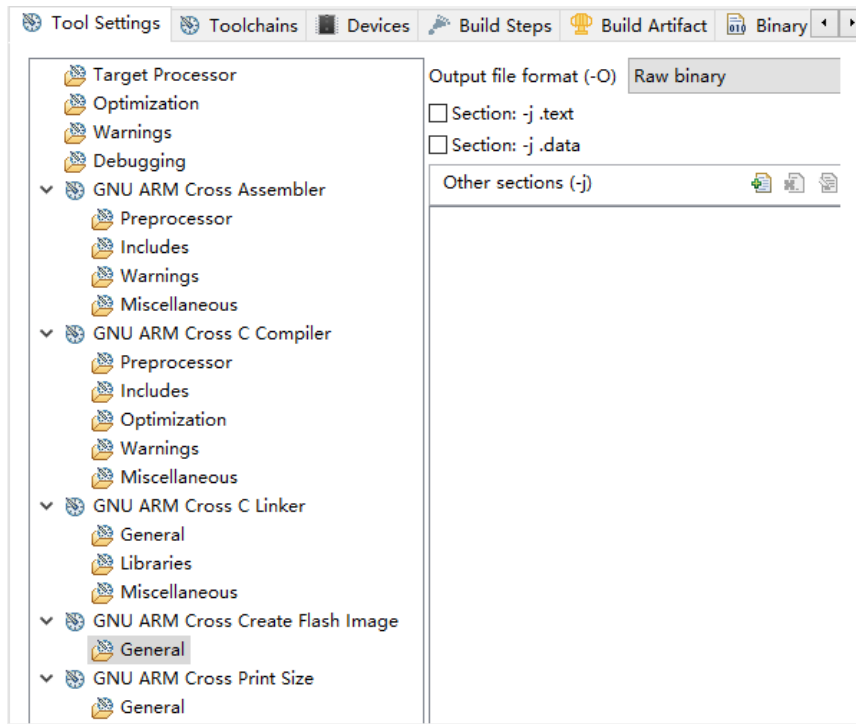 Tool Settings Toolchains Devices Build Steps Build Artifact Binary
Target Processor
Optimization
Warnings
Debugging
GNU ARM Cross Assembler
Preprocessor
Includes
Warnings
Miscellaneous
GNU ARM Cross C Compiler
Preprocessor
Includes
Optimization
Warnings
Miscellaneous
GNU ARM Cross C Linker
General
Libraries
Miscellaneous
GNU ARM Cross Create Flash Image
General
GNU ARM Cross Print Size
General
Output file format (-O) Raw binary
Section: -j .text
Section: -j .data
Other sections (-j)